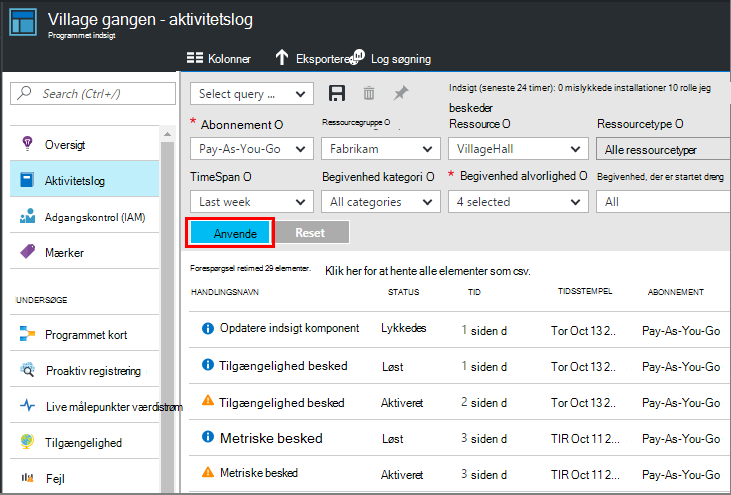 Village gangen - aktivitetslog
Programmet indsigt
Kolonner Eksportere Log søgning
Search (Ctrl+/)
Oversigt
Aktivitetslog
Adgangskontrol (IAM)
Mærker
UNDERSØGE
Programmet kort
Proaktiv registrering
Live målepunkter værdistrøm
Tilgængelighed
Fejl
Select query ...
Indsigt (seneste 24 timer): 0 mislykkede installationer 10 rolle jeg
beskeder
* Abonnement O Ressourcegruppe O Ressource O Ressourcetype O
Pay-As-You-Go Fabrikam VillageHall Alle ressourcetyper
TimeSpan O Begivenhed kategori O * Begivenhed alvorlighed O Begivenhed, der er startet dreng
Last week All categories 4 selected All
Anvende Reset
Forespørgsel retimed 29 elementer. Klik her for at hente alle elementer som csv.
HANDLINGSNAVN STATUS TID TIDSSTEMPEL ABONNEMENT
Opdatere indsigt komponent Lykkedes 1 siden d Tor Oct 13 2... Pay-As-You-Go
Tilgængelighed besked Løst 1 siden d Tor Oct 13 2... Pay-As-You-Go
Tilgængelighed besked Aktiveret 2 siden d Tor Oct 13 2... Pay-As-You-Go
Metriske besked Løst 3 siden d TIR Oct 11 2... Pay-As-You-Go
Metriske besked Aktiveret 3 siden d TIR Oct 11 2... Pay-As-You-Go